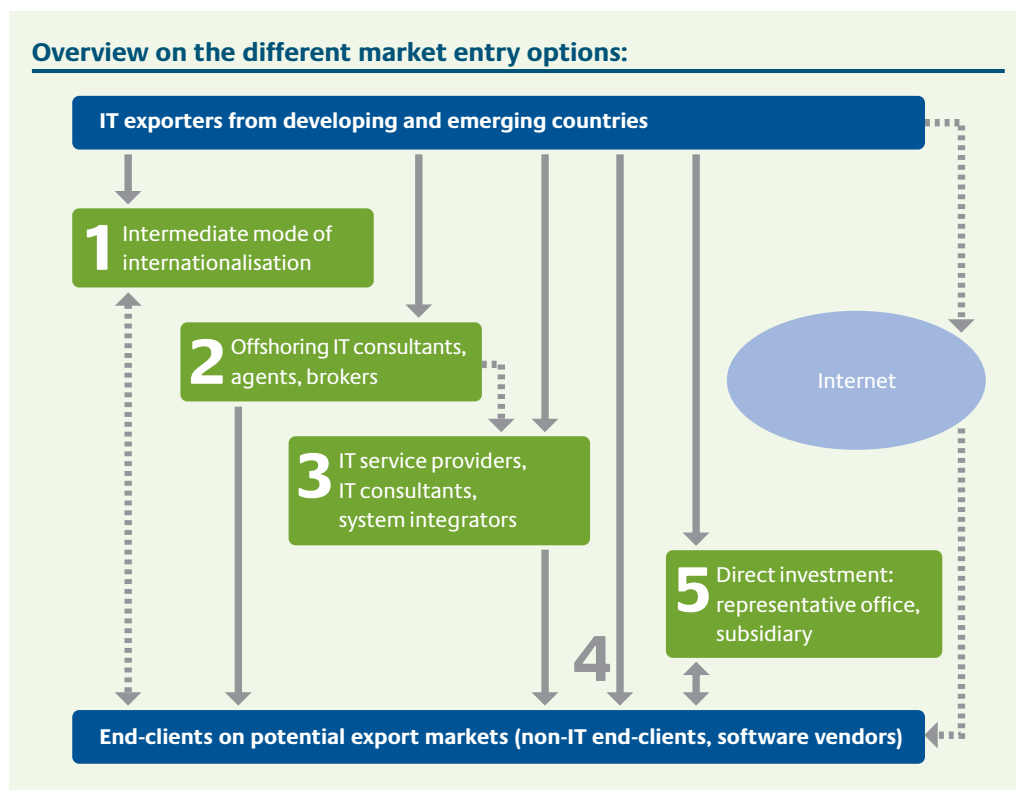 Overview on the different market entry options:
IT exporters from developing and emerging countries
1 Intermediate mode of
internationalisation
2 Offshoring IT consultants,
agents, brokers
Internet
3 IT service providers,
IT consultants,
system integrators
4
5 Direct investment:
representative office,
subsidiary
End-clients on potential export markets (non-IT end-clients, software vendors)